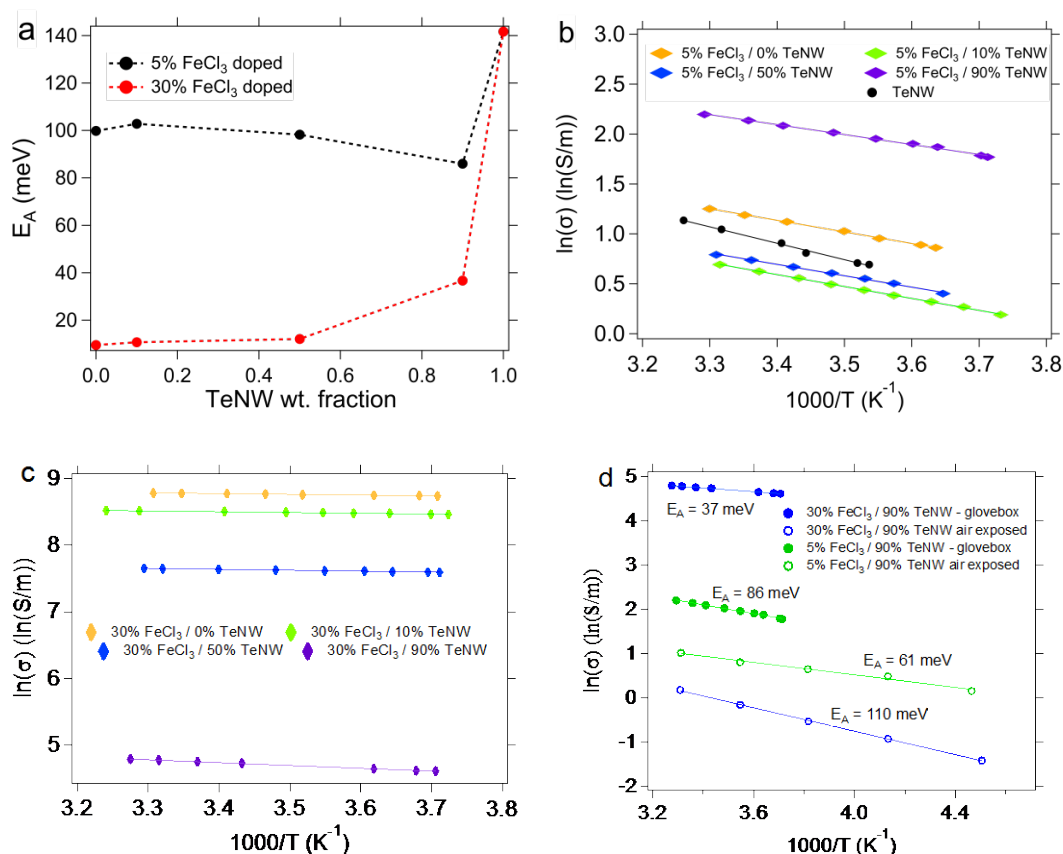 a
E_A (meV)
140
120
100
80
60
40
20
5% FeCl₃ doped
30% FeCl₃ doped
0.0 0.2 0.4 0.6 0.8 1.0
TeNW wt. fraction
b
ln(σ) (ln(S/m))
3.0
2.5
2.0
1.5
1.0
0.5
0.0
5% FeCl₃ / 0% TeNW 5% FeCl₃ / 10% TeNW
5% FeCl₃ / 50% TeNW 5% FeCl₃ / 90% TeNW
TeNW
3.2 3.3 3.4 3.5 3.6 3.7 3.8
1000/T (K⁻¹)
c
ln(σ) (ln(S/m))
9
8
7
6
5
30% FeCl₃ / 0% TeNW 30% FeCl₃ / 10% TeNW
30% FeCl₃ / 50% TeNW 30% FeCl₃ / 90% TeNW
3.2 3.3 3.4 3.5 3.6 3.7 3.8
1000/T (K⁻¹)
d
ln(σ) (ln(S/m))
5
4
3
2
1
0
-1
-2
E_A = 37 meV
30% FeCl₃ / 90% TeNW - glovebox
30% FeCl₃ / 90% TeNW air exposed
5% FeCl₃ / 90% TeNW - glovebox
5% FeCl₃ / 90% TeNW air exposed
E_A = 86 meV
E_A = 61 meV
E_A = 110 meV
3.2 3.6 4.0 4.4
1000/T (K⁻¹)